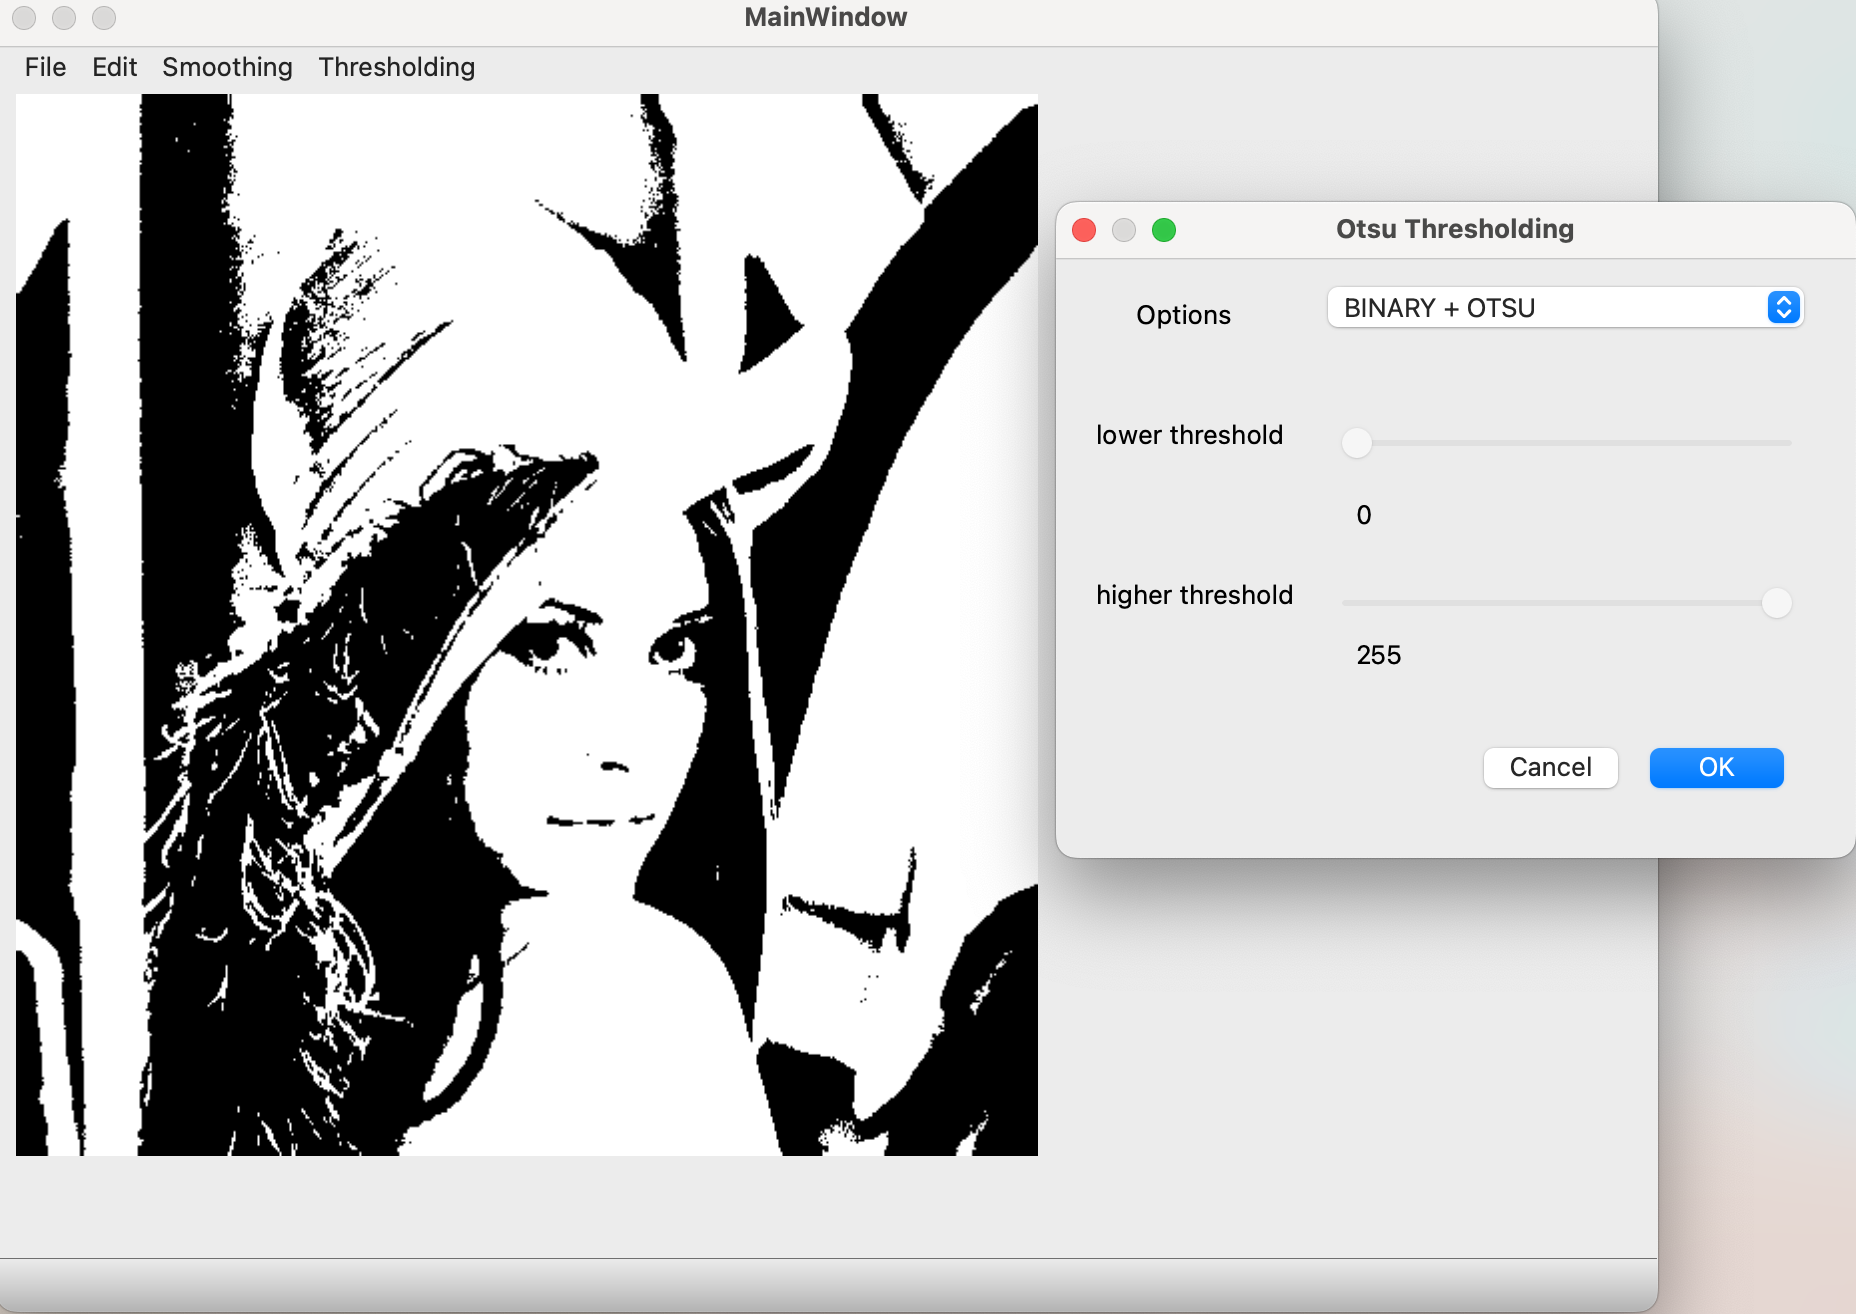 MainWindow
File Edit Smoothing Thresholding
Otsu Thresholding
Options BINARY + OTSU
lower threshold
0
higher threshold
255
Cancel OK